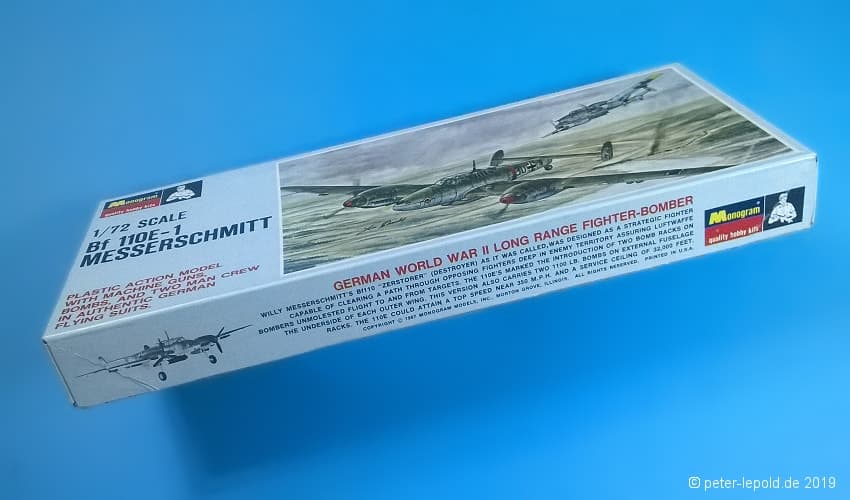 Monogram
quality hobby kits
1/72 SCALE
Bf 110E-1
MESSERSCHMITT
PLASTIC ACTION MODEL
WITH MACHINE GUNS,
BOMBS, AND TWO MAN CREW
IN AUTHENTIC GERMAN
FLYING SUITS.
GERMAN WORLD WAR II LONG RANGE FIGHTER-BOMBER
WILLY MESSERSCHMITT'S Bf110 "ZERSTORER" (DESTROYER) AS IT WAS CALLED, WAS DESIGNED AS A STRATEGIC FIGHTER
CAPABLE OF CLEARING A PATH THROUGH OPPOSING FIGHTERS DEEP IN ENEMY TERRITORY ASSURING LUFTWAFFE
BOMBERS UNMOLESTED FLIGHT TO AND FROM TARGETS. THE 110E'S MARKED THE INTRODUCTION OF TWO BOMB RACKS ON
THE UNDERSIDE OF EACH OUTER WING. THIS VERSION ALSO CARRIES TWO 1100 LB. BOMBS ON EXTERNAL FUSELAGE
RACKS. THE 110E COULD ATTAIN A TOP SPEED NEAR 350 M.P.H. AND A SERVICE CEILING OF 32,000 FEET.
COPYRIGHT © 1967 MONOGRAM MODELS, INC., MORTON GROVE, ILLINOIS. ALL RIGHTS RESERVED. PRINTED IN U.S.A.
Monogram
quality hobby kits
© peter-lepold.de 2019